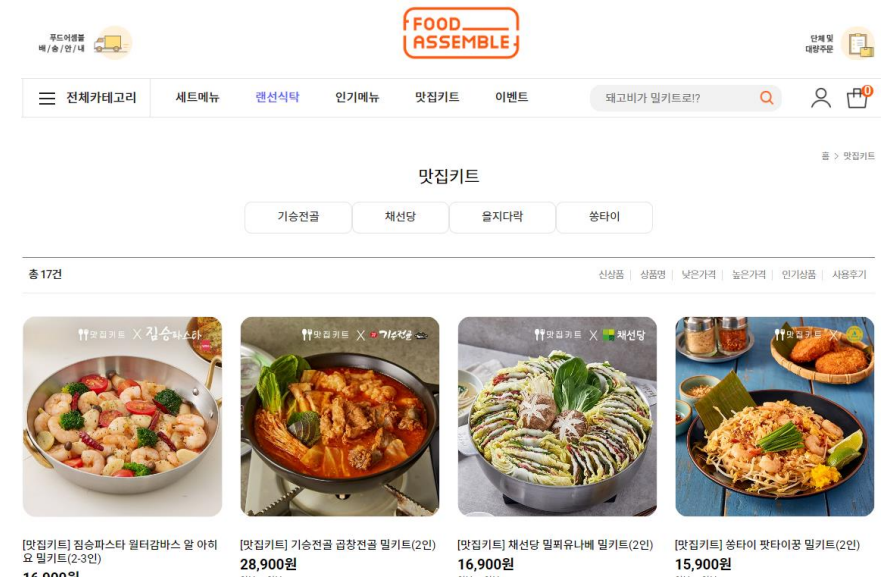 푸드어셈블
배/송/안/내
FOOD
ASSEMBLE
단체 및
대량주문
전체카테고리 세트메뉴 랜선식탁 인기메뉴 맛집키트 이벤트 돼고비가 밀키트로!? 0
홈 > 맛집키트
맛집키트
기승전골 채선당 을지다락 쏭타이
총 17건 신상품 상품명 낮은가격 높은가격 인기상품 사용후기
맛집키트 X 짐승파스타
맛집키트 X 기승전골
맛집키트 X 채선당
맛집키트 X
[맛집키트] 짐승파스타 월터감바스 알 아히
요 밀키트(2-3인)
16,900원
[맛집키트] 기승전골 곱창전골 밀키트(2인)
28,900원
[맛집키트] 채선당 밀푀유나베 밀키트(2인)
16,900원
[맛집키트] 쏭타이 팟타이꿍 밀키트(2인)
15,900원